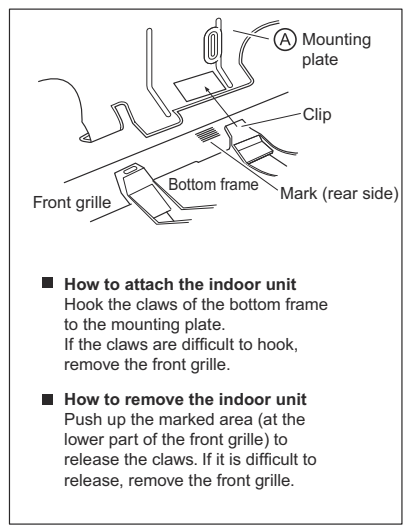 A Mounting
plate
Clip
Bottom frame
Mark (rear side)
Front grille
■ How to attach the indoor unit
Hook the claws of the bottom frame
to the mounting plate.
If the claws are difficult to hook,
remove the front grille.
■ How to remove the indoor unit
Push up the marked area (at the
lower part of the front grille) to
release the claws. If it is difficult to
release, remove the front grille.